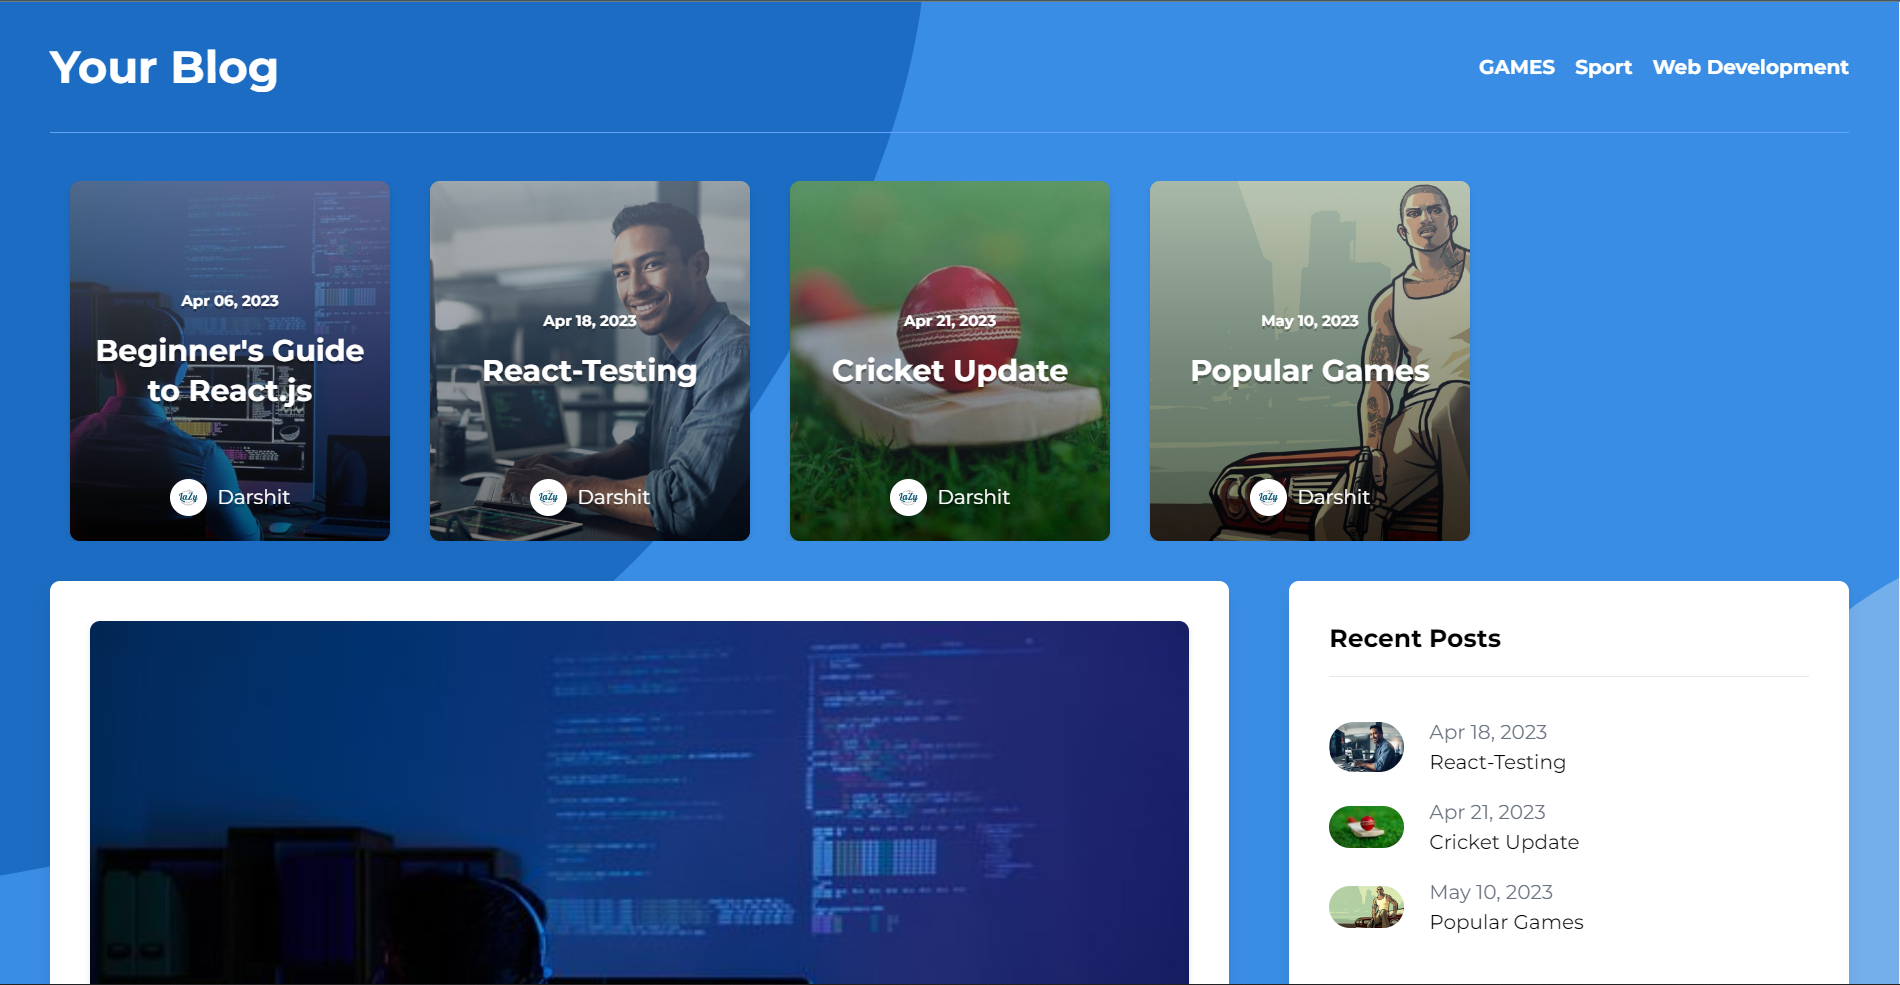 Your Blog
GAMES Sport Web Development
Apr 06, 2023
Beginner's Guide
to React.js
LaZy Darshit
Apr 18, 2023
React-Testing
LaZy Darshit
Apr 21, 2023
Cricket Update
LaZy Darshit
May 10, 2023
Popular Games
LaZy Darshit
Recent Posts
Apr 18, 2023
React-Testing
Apr 21, 2023
Cricket Update
May 10, 2023
Popular Games